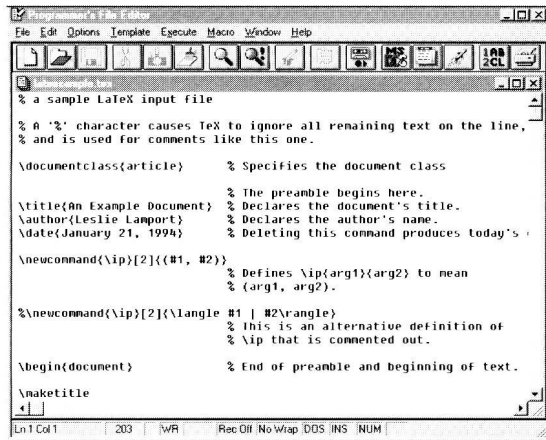 Programmer's File Editor
File Edit Options Template Execute Macro Window Help
MS
1AB
2CL
% a sample LaTeX input file
% A '%' character causes TeX to ignore all remaining text on the line,
% and is used for comments like this one.
\documentclass{article} % Specifies the document class
% The preamble begins here.
\title{An Example Document} % Declares the document's title.
\author{Leslie Lamport} % Declares the author's name.
\date{January 21, 1994} % Deleting this command produces today's
\newcommand{\ip}[2]{(#1, #2)}
% Defines \ip{arg1}{arg2} to mean
% (arg1, arg2).
%\newcommand{\ip}[2]{\langle #1 | #2\rangle}
% This is an alternative definition of
% \ip that is commented out.
\begin{document} % End of preamble and beginning of text.
\maketitle
Ln 1 Col 1 203 WR Rec Off No Wrap DOS INS NUM